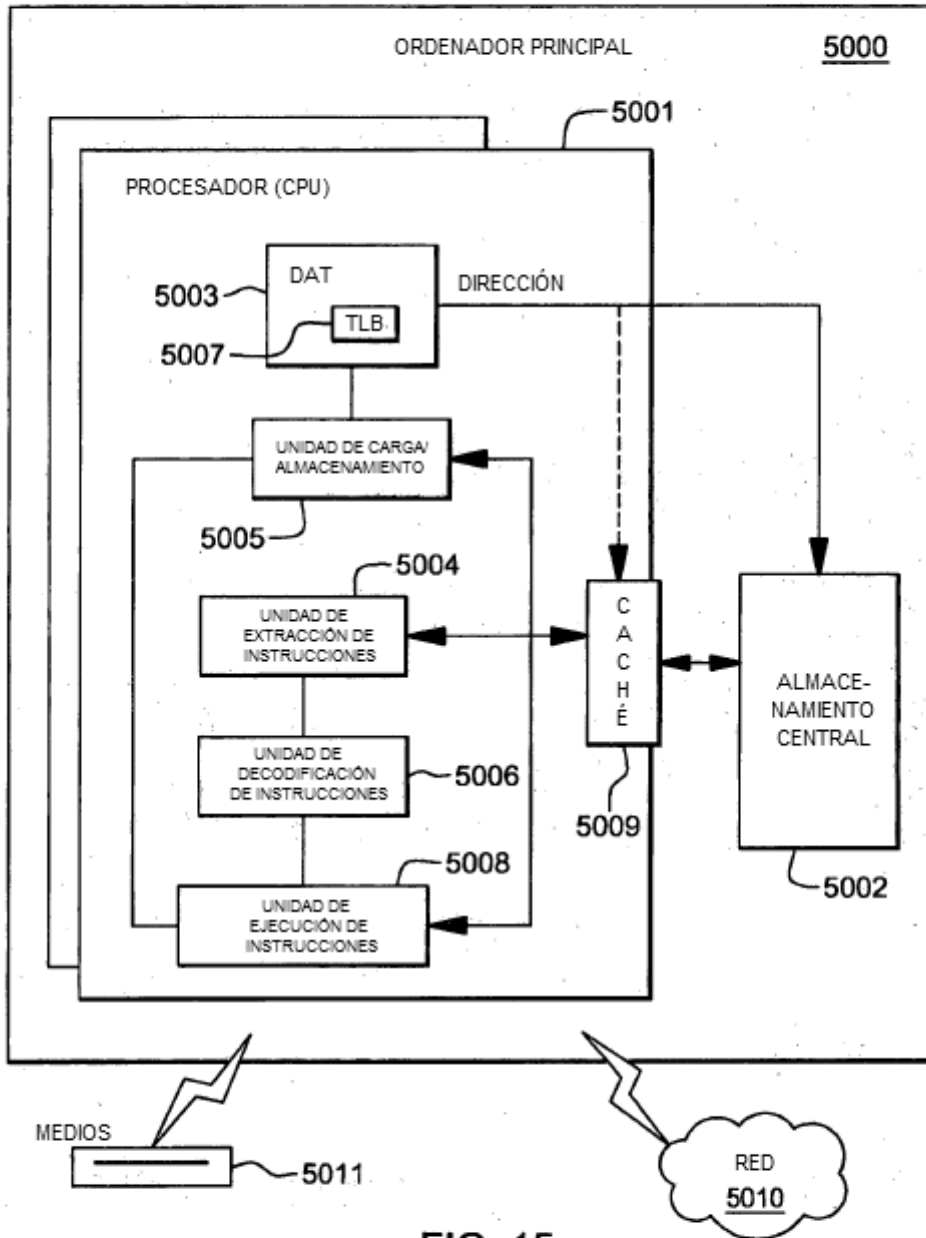 ORDENADOR PRINCIPAL
5000
5001
PROCESADOR (CPU)
DAT
5003
TLB
5007
DIRECCIÓN
UNIDAD DE CARGA/
ALMACENAMIENTO
5005
5004
UNIDAD DE
EXTRACCIÓN DE
INSTRUCCIONES
UNIDAD DE
DECODIFICACIÓN
DE INSTRUCCIONES
5006
5008
UNIDAD DE
EJECUCIÓN DE
INSTRUCCIONES
C
A
C
H
É
5009
ALMACE-
NAMIENTO
CENTRAL
5002
MEDIOS
5011
RED
5010
FIG. 15